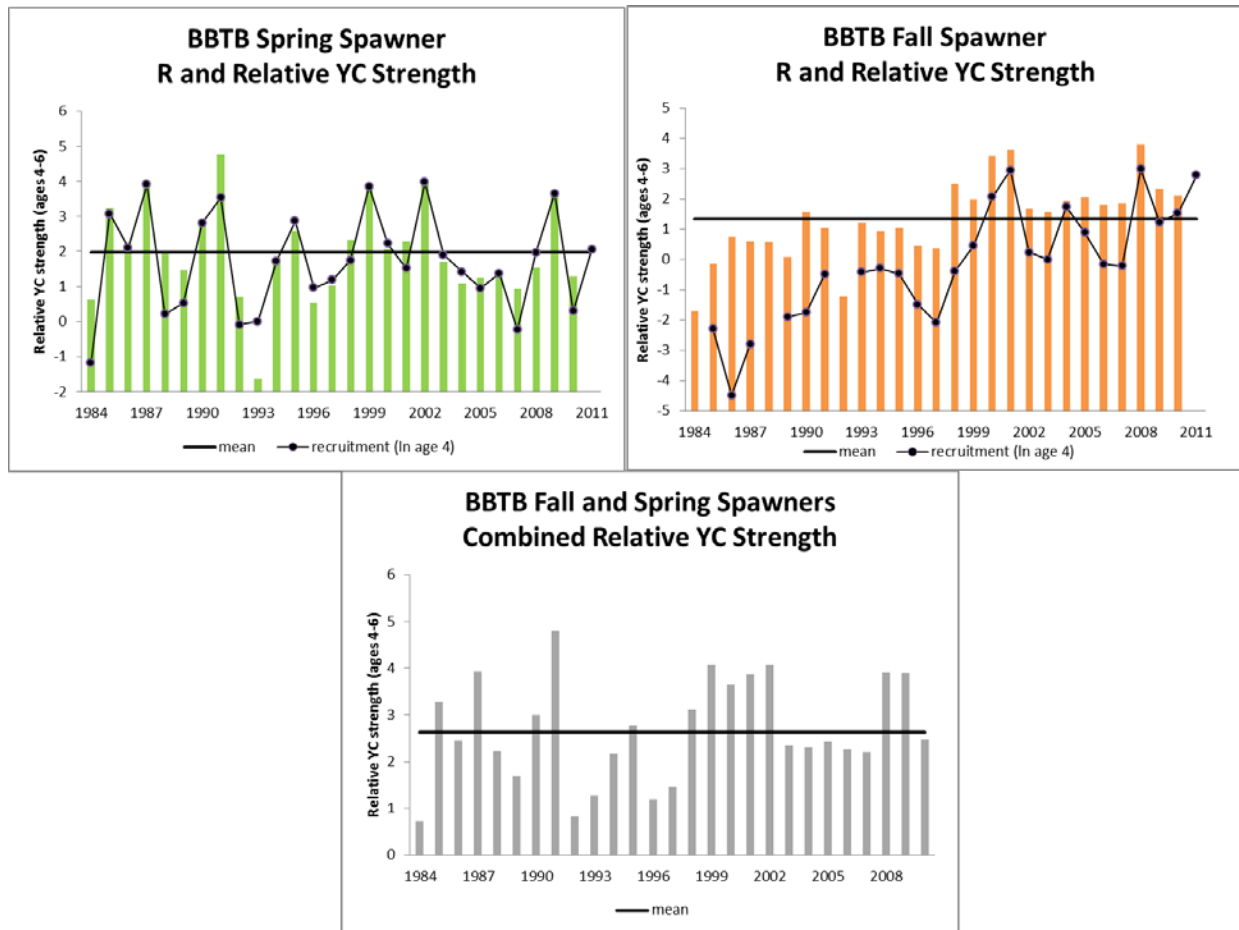 BBTB Spring Spawner
R and Relative YC Strength
Relative YC strength (ages 4-6)
6
5
4
3
2
1
0
-1
-2
1984 1987 1990 1993 1996 1999 2002 2005 2008 2011
mean recruitment (ln age 4)
BBTB Fall Spawner
R and Relative YC Strength
Relative YC strength (ages 4-6)
5
4
3
2
1
0
-1
-2
-3
-4
-5
1984 1987 1990 1993 1996 1999 2002 2005 2008 2011
mean recruitment (ln age 4)
BBTB Fall and Spring Spawners
Combined Relative YC Strength
Relative YC strength (ages 4-6)
6
5
4
3
2
1
0
1984 1987 1990 1993 1996 1999 2002 2005 2008
mean